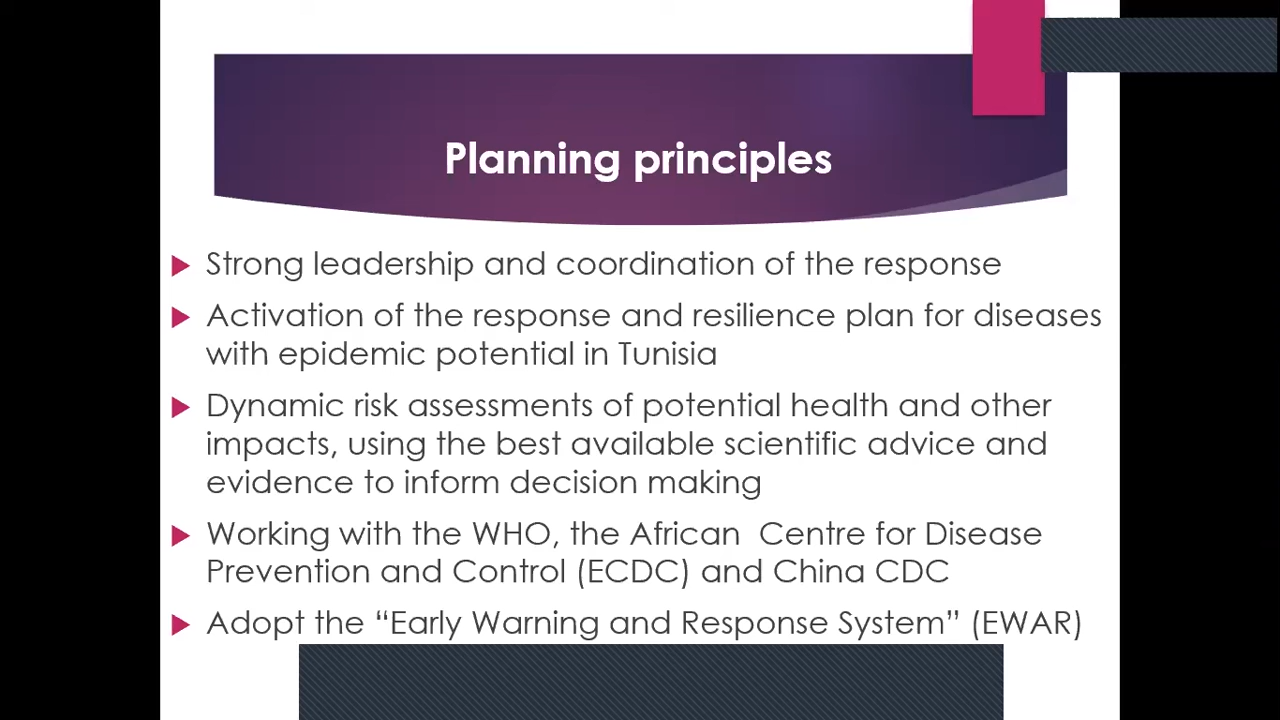 Planning principles
Strong leadership and coordination of the response
Activation of the response and resilience plan for diseases
with epidemic potential in Tunisia
Dynamic risk assessments of potential health and other
impacts, using the best available scientific advice and
evidence to inform decision making
Working with the WHO, the African  Centre for Disease
Prevention and Control (ECDC) and China CDC
Adopt the “Early Warning and Response System” (EWAR)